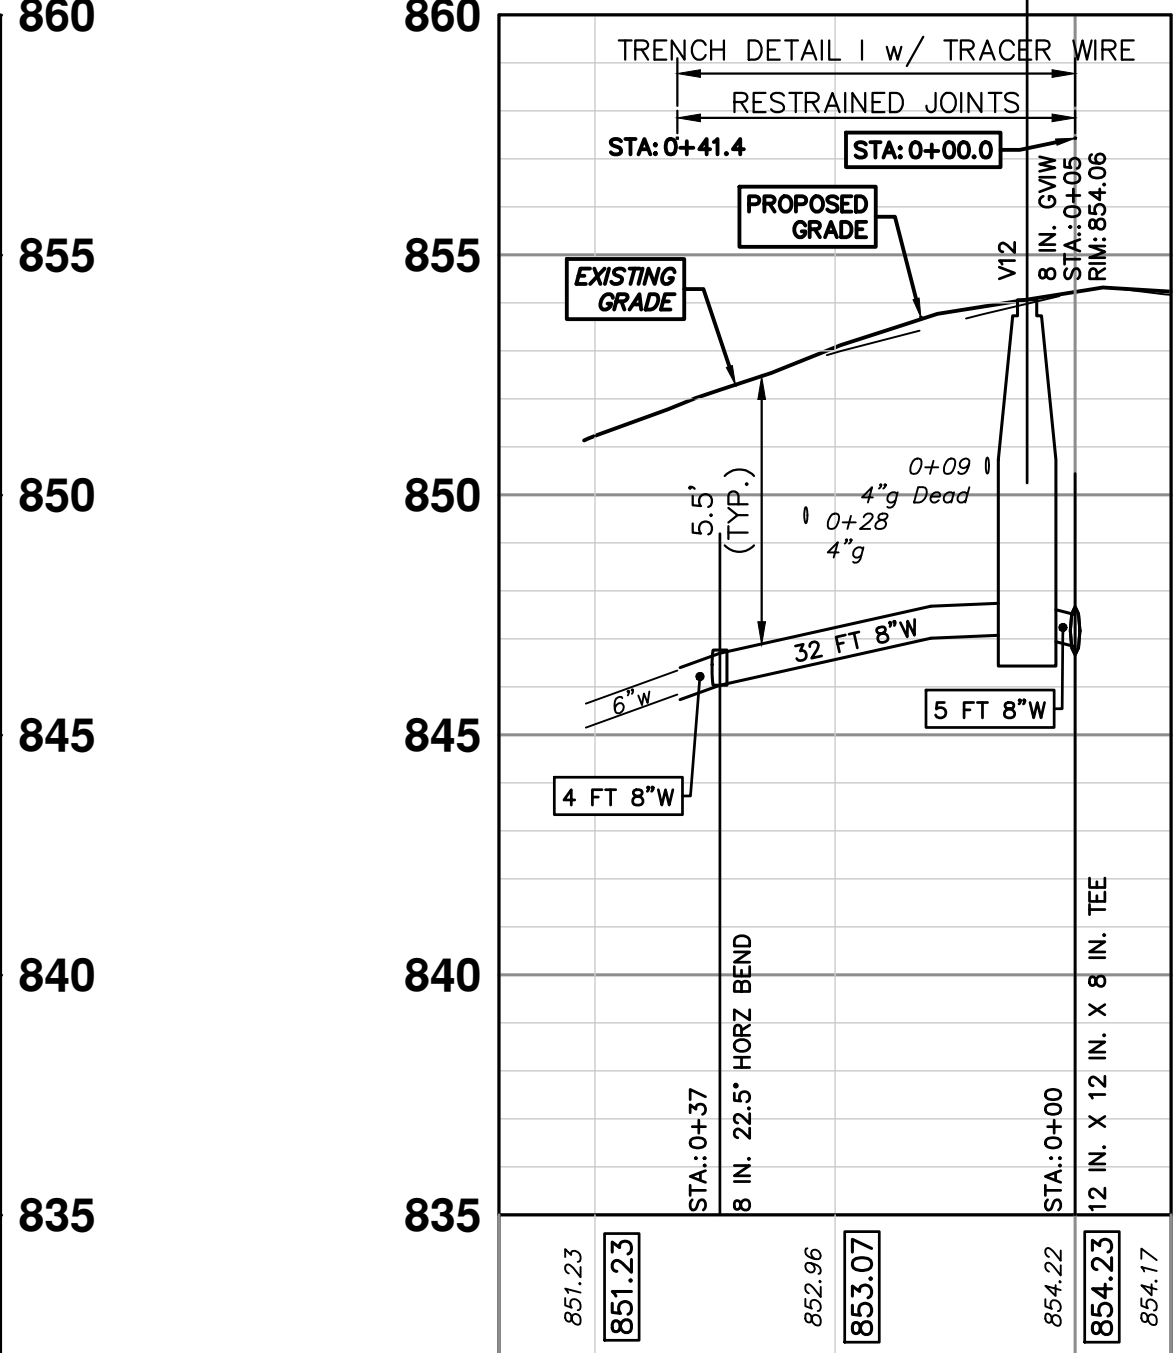 860
860
TRENCH DETAIL I w/ TRACER WIRE
RESTRAINED JOINTS
STA: 0+41.4
STA: 0+00.0
PROPOSED
GRADE
V12
8 IN. GVIW
STA.: 0+05
RIM: 854.06
855
855
EXISTING
GRADE
850
850
5.5'
(TYP.)
0+09
4"g Dead
0+28
4"g
32 FT 8"W
6"w
5 FT 8"W
845
845
4 FT 8"W
840
840
STA.: 0+37
8 IN. 22.5° HORZ BEND
STA.: 0+00
12 IN. X 12 IN. X 8 IN. TEE
835
835
851.23
851.23
852.96
853.07
854.22
854.23
854.17